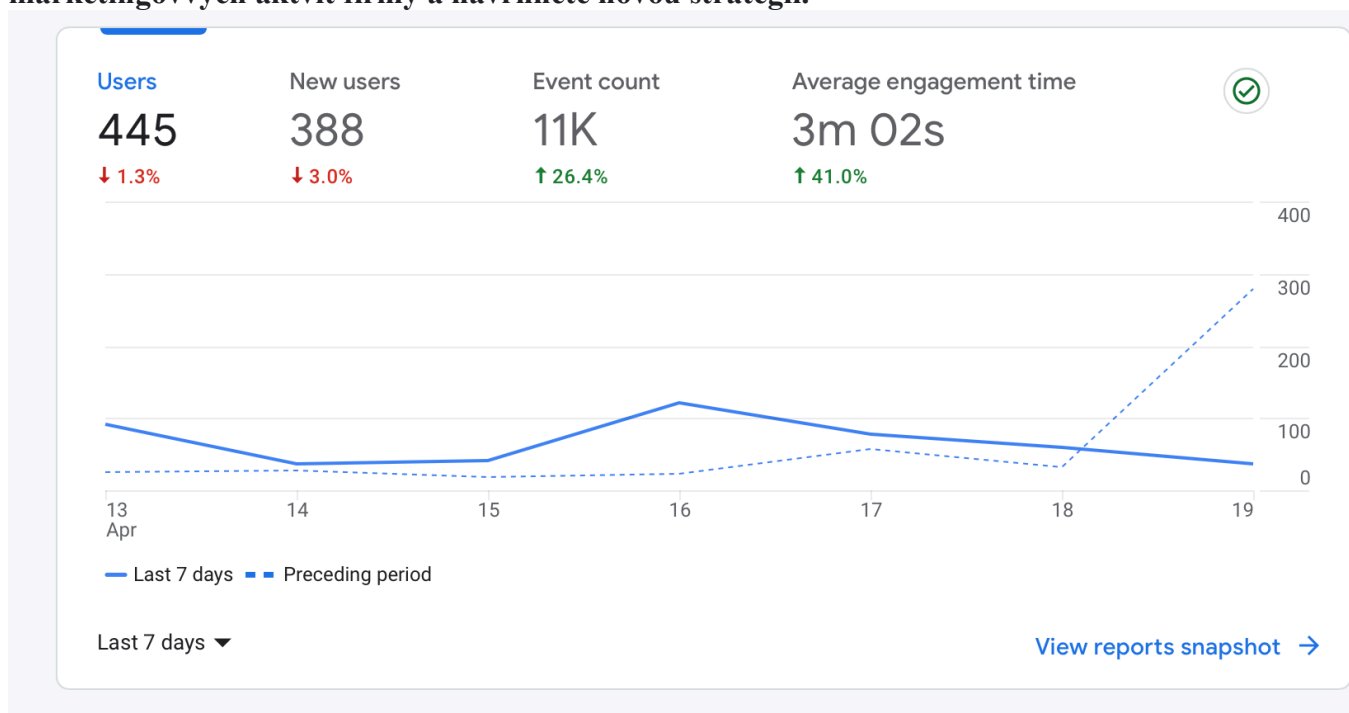 Users New users Event count Average engagement time
445 388 11K 3m 02s
↓ 1.3% ↓ 3.0% ↑ 26.4% ↑ 41.0%
400
300
200
100
0
13 14 15 16 17 18 19
Apr
Last 7 days Preceding period
Last 7 days
View reports snapshot →